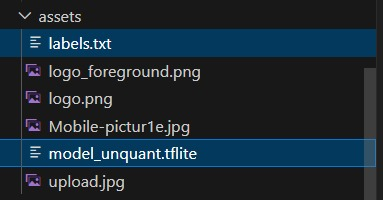 assets
labels.txt
logo_foreground.png
logo.png
Mobile-pictur1e.jpg
model_unquant.tflite
upload.jpg